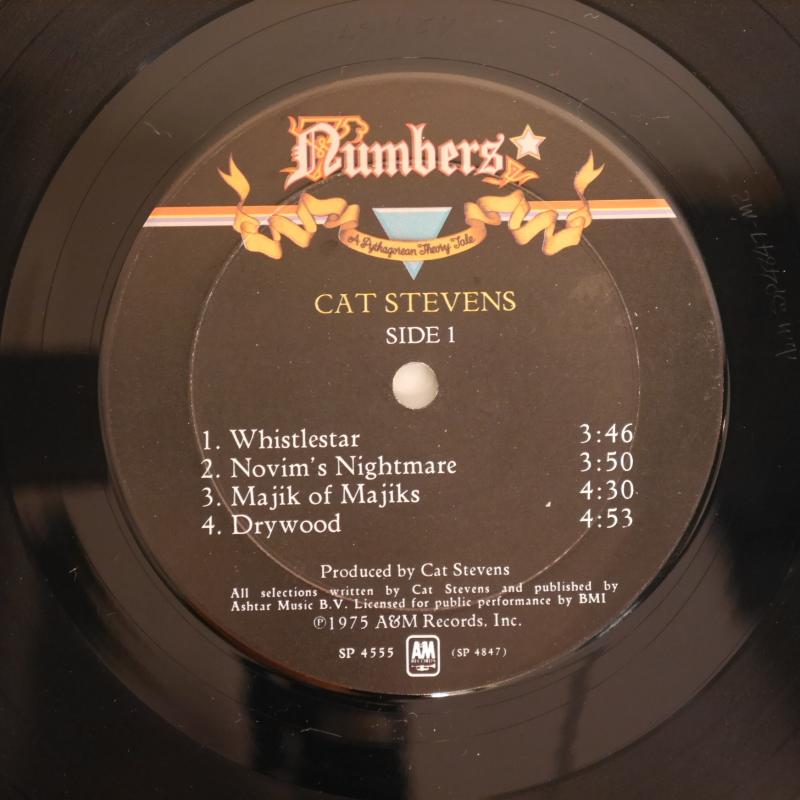 Numbers
A Pythagorean Theory Tale
CAT STEVENS
SIDE 1
1. Whistlestar 3:46
2. Novim's Nightmare 3:50
3. Majik of Majiks 4:30
4. Drywood 4:53
Produced by Cat Stevens
All selections written by Cat Stevens and published by
Ashtar Music B.V. Licensed for public performance by BMI
℗1975 A&M Records, Inc.
SP 4555 A&M RECORDS (SP 4847)